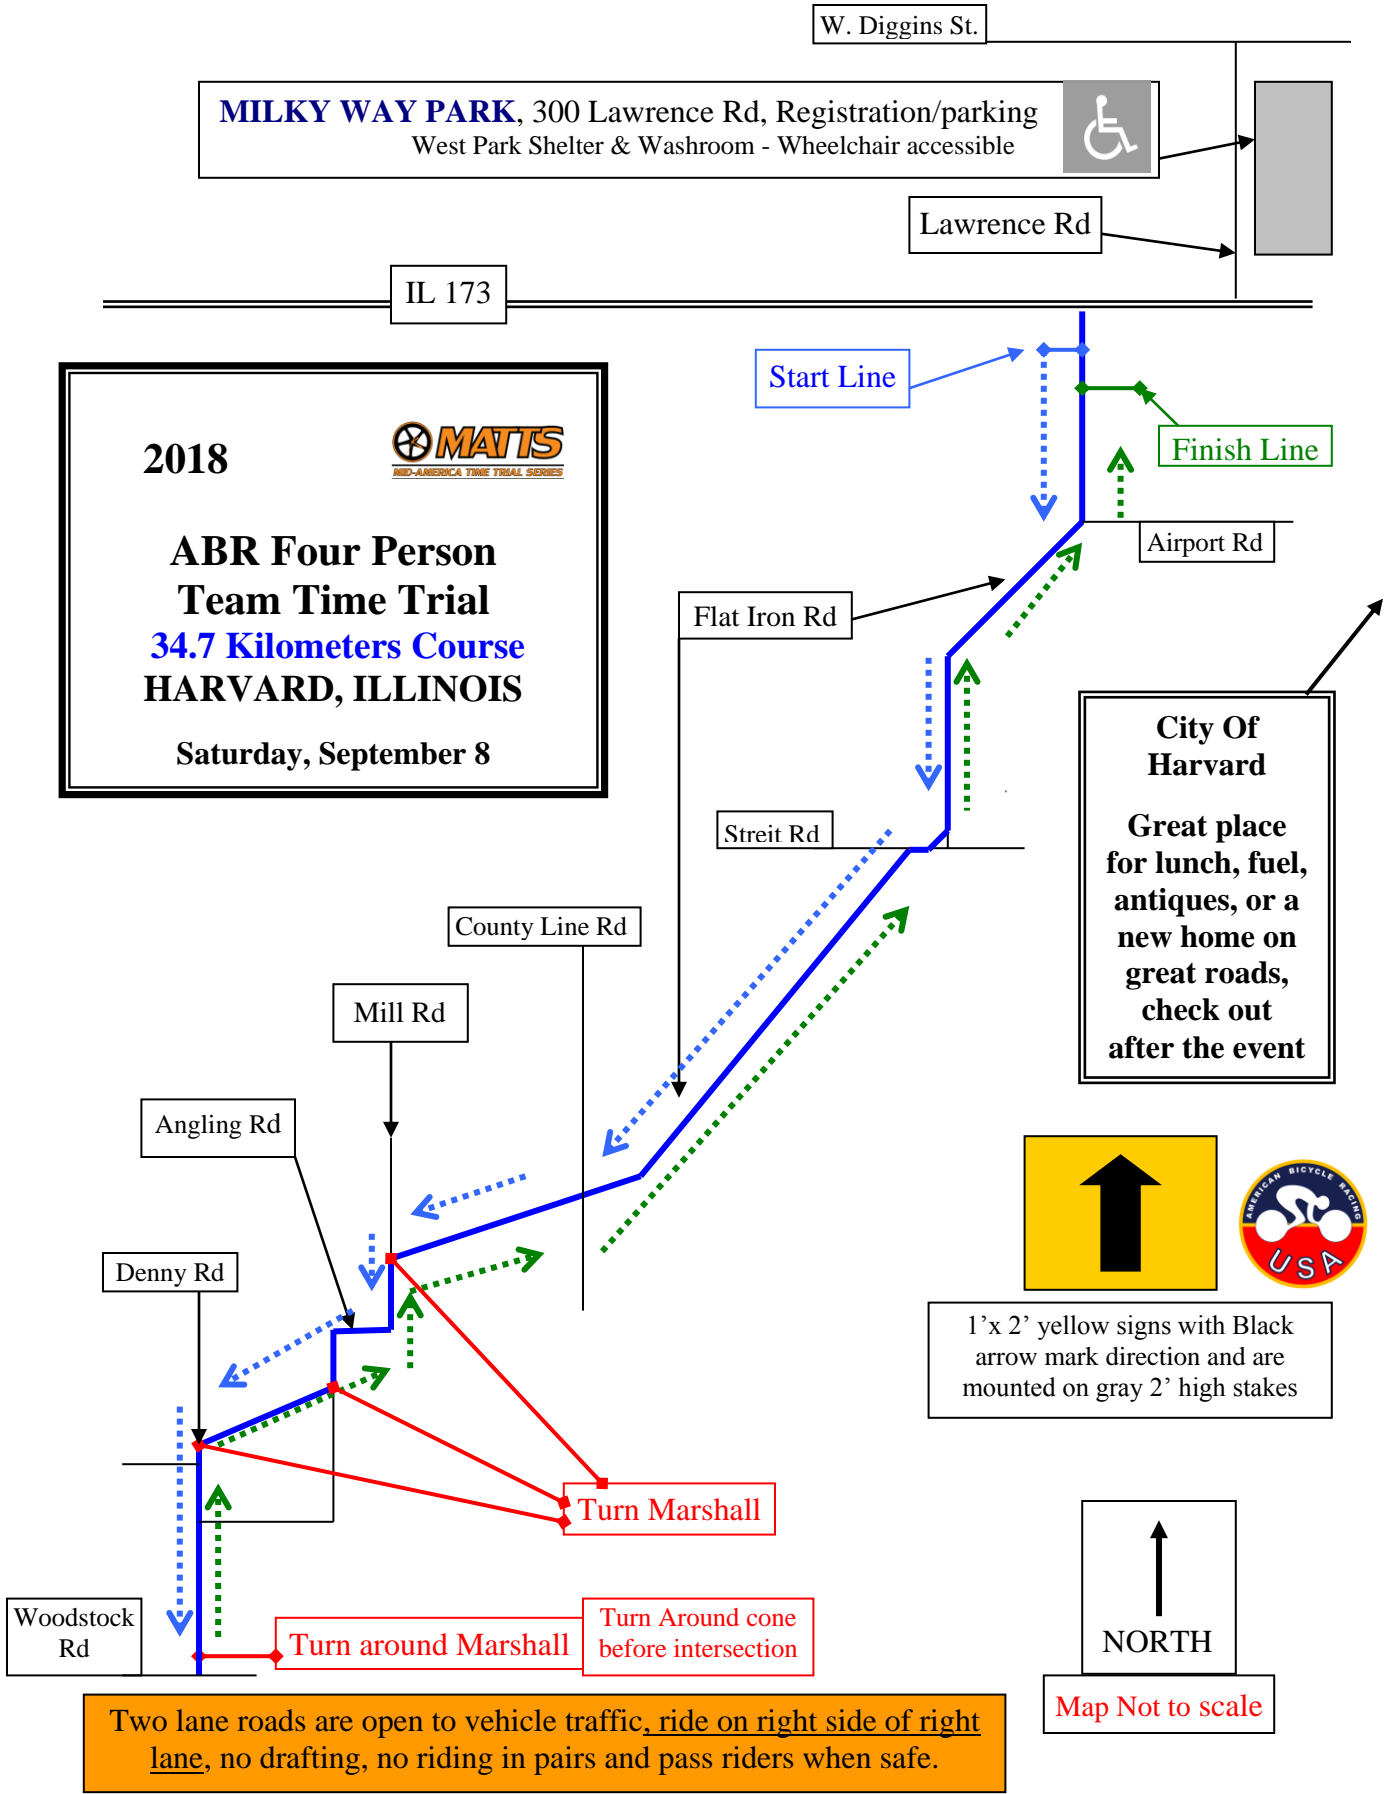 W. Diggins St.
MILKY WAY PARK, 300 Lawrence Rd, Registration/parking
West Park Shelter & Washroom - Wheelchair accessible
Lawrence Rd
IL 173
Start Line
Finish Line
2018
MATTS
MID-AMERICA TIME TRIAL SERIES
ABR Four Person
Team Time Trial
34.7 Kilometers Course
HARVARD, ILLINOIS
Saturday, September 8
Airport Rd
Flat Iron Rd
City Of
Harvard
Great place
for lunch, fuel,
antiques, or a
new home on
great roads,
check out
after the event
Streit Rd
County Line Rd
Mill Rd
Angling Rd
Denny Rd
AMERICAN BICYCLE RACING
USA
1’x 2’ yellow signs with Black
arrow mark direction and are
mounted on gray 2’ high stakes
Turn Marshall
Woodstock
Rd
Turn around Marshall
Turn Around cone
before intersection
NORTH
Map Not to scale
Two lane roads are open to vehicle traffic, ride on right side of right
lane, no drafting, no riding in pairs and pass riders when safe.